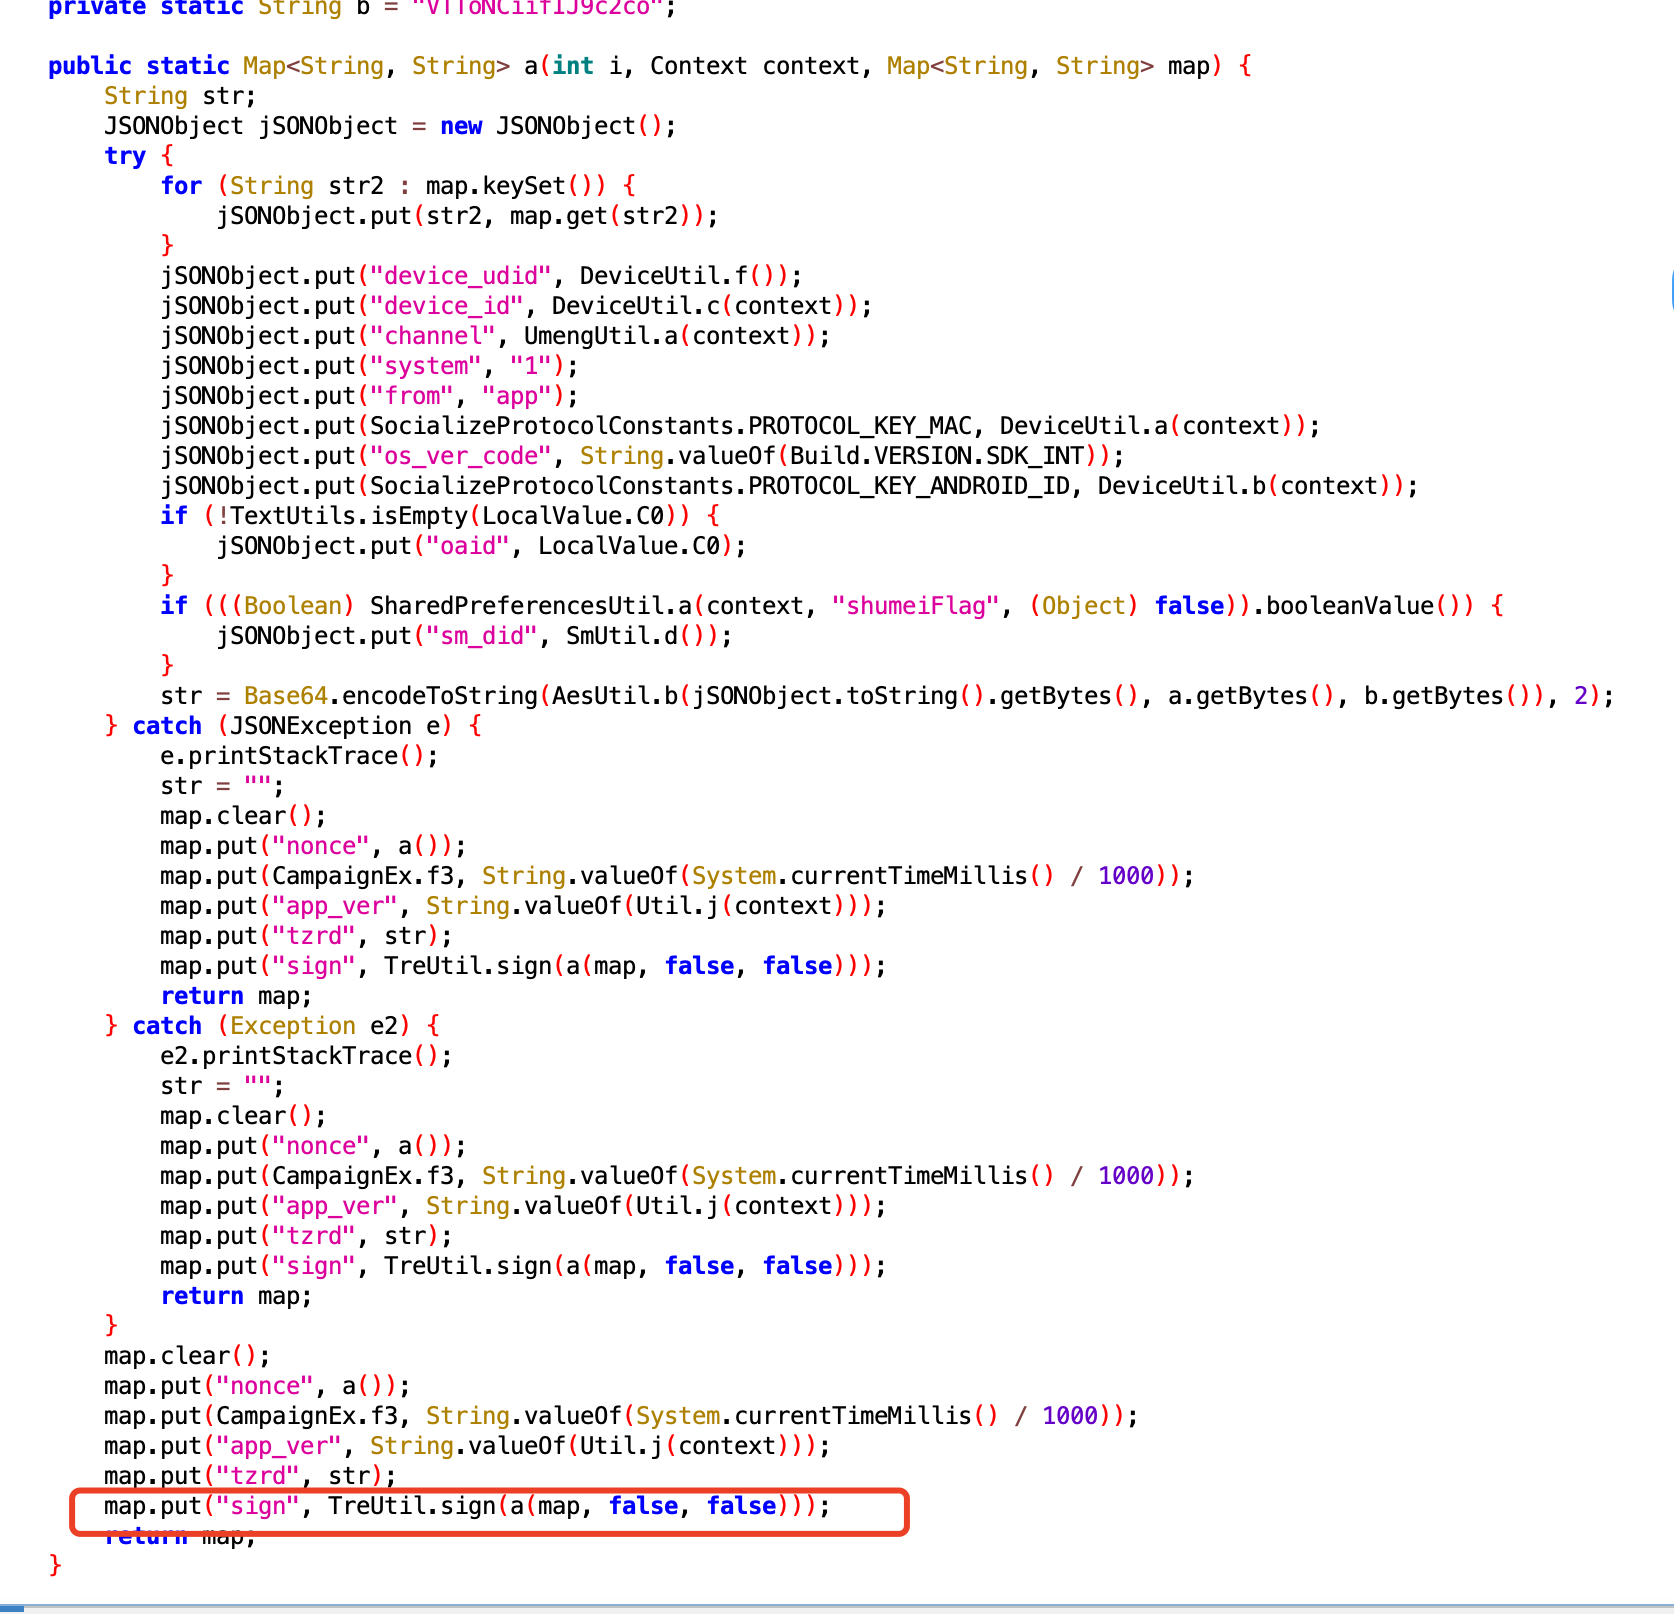 private static String b = "VTToNCiifIJ9c2co";
public static Map<String, String> a(int i, Context context, Map<String, String> map) {
String str;
JSONObject jSONObject = new JSONObject();
try {
for (String str2 : map.keySet()) {
jSONObject.put(str2, map.get(str2));
}
jSONObject.put("device_udid", DeviceUtil.f());
jSONObject.put("device_id", DeviceUtil.c(context));
jSONObject.put("channel", UmengUtil.a(context));
jSONObject.put("system", "1");
jSONObject.put("from", "app");
jSONObject.put(SocializeProtocolConstants.PROTOCOL_KEY_MAC, DeviceUtil.a(context));
jSONObject.put("os_ver_code", String.valueOf(Build.VERSION.SDK_INT));
jSONObject.put(SocializeProtocolConstants.PROTOCOL_KEY_ANDROID_ID, DeviceUtil.b(context));
if (!TextUtils.isEmpty(LocalValue.C0)) {
jSONObject.put("oaid", LocalValue.C0);
}
if (((Boolean) SharedPreferencesUtil.a(context, "shumeiFlag", (Object) false)).booleanValue()) {
jSONObject.put("sm_did", SmUtil.d());
}
str = Base64.encodeToString(AesUtil.b(jSONObject.toString().getBytes(), a.getBytes(), b.getBytes()), 2);
} catch (JSONException e) {
e.printStackTrace();
str = "";
map.clear();
map.put("nonce", a());
map.put(CampaignEx.f3, String.valueOf(System.currentTimeMillis() / 1000));
map.put("app_ver", String.valueOf(Util.j(context)));
map.put("tzrd", str);
map.put("sign", TreUtil.sign(a(map, false, false)));
return map;
} catch (Exception e2) {
e2.printStackTrace();
str = "";
map.clear();
map.put("nonce", a());
map.put(CampaignEx.f3, String.valueOf(System.currentTimeMillis() / 1000));
map.put("app_ver", String.valueOf(Util.j(context)));
map.put("tzrd", str);
map.put("sign", TreUtil.sign(a(map, false, false)));
return map;
}
map.clear();
map.put("nonce", a());
map.put(CampaignEx.f3, String.valueOf(System.currentTimeMillis() / 1000));
map.put("app_ver", String.valueOf(Util.j(context)));
map.put("tzrd", str);
map.put("sign", TreUtil.sign(a(map, false, false)));
return map;
}